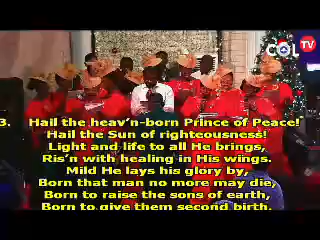 COL TV
3. Hail the heav'n-born Prince of Peace!
Hail the Sun of righteousness!
Light and life to all He brings,
Ris'n with healing in His wings.
Mild He lays his glory by,
Born that man no more may die,
Born to raise the sons of earth,
Born to give them second birth.